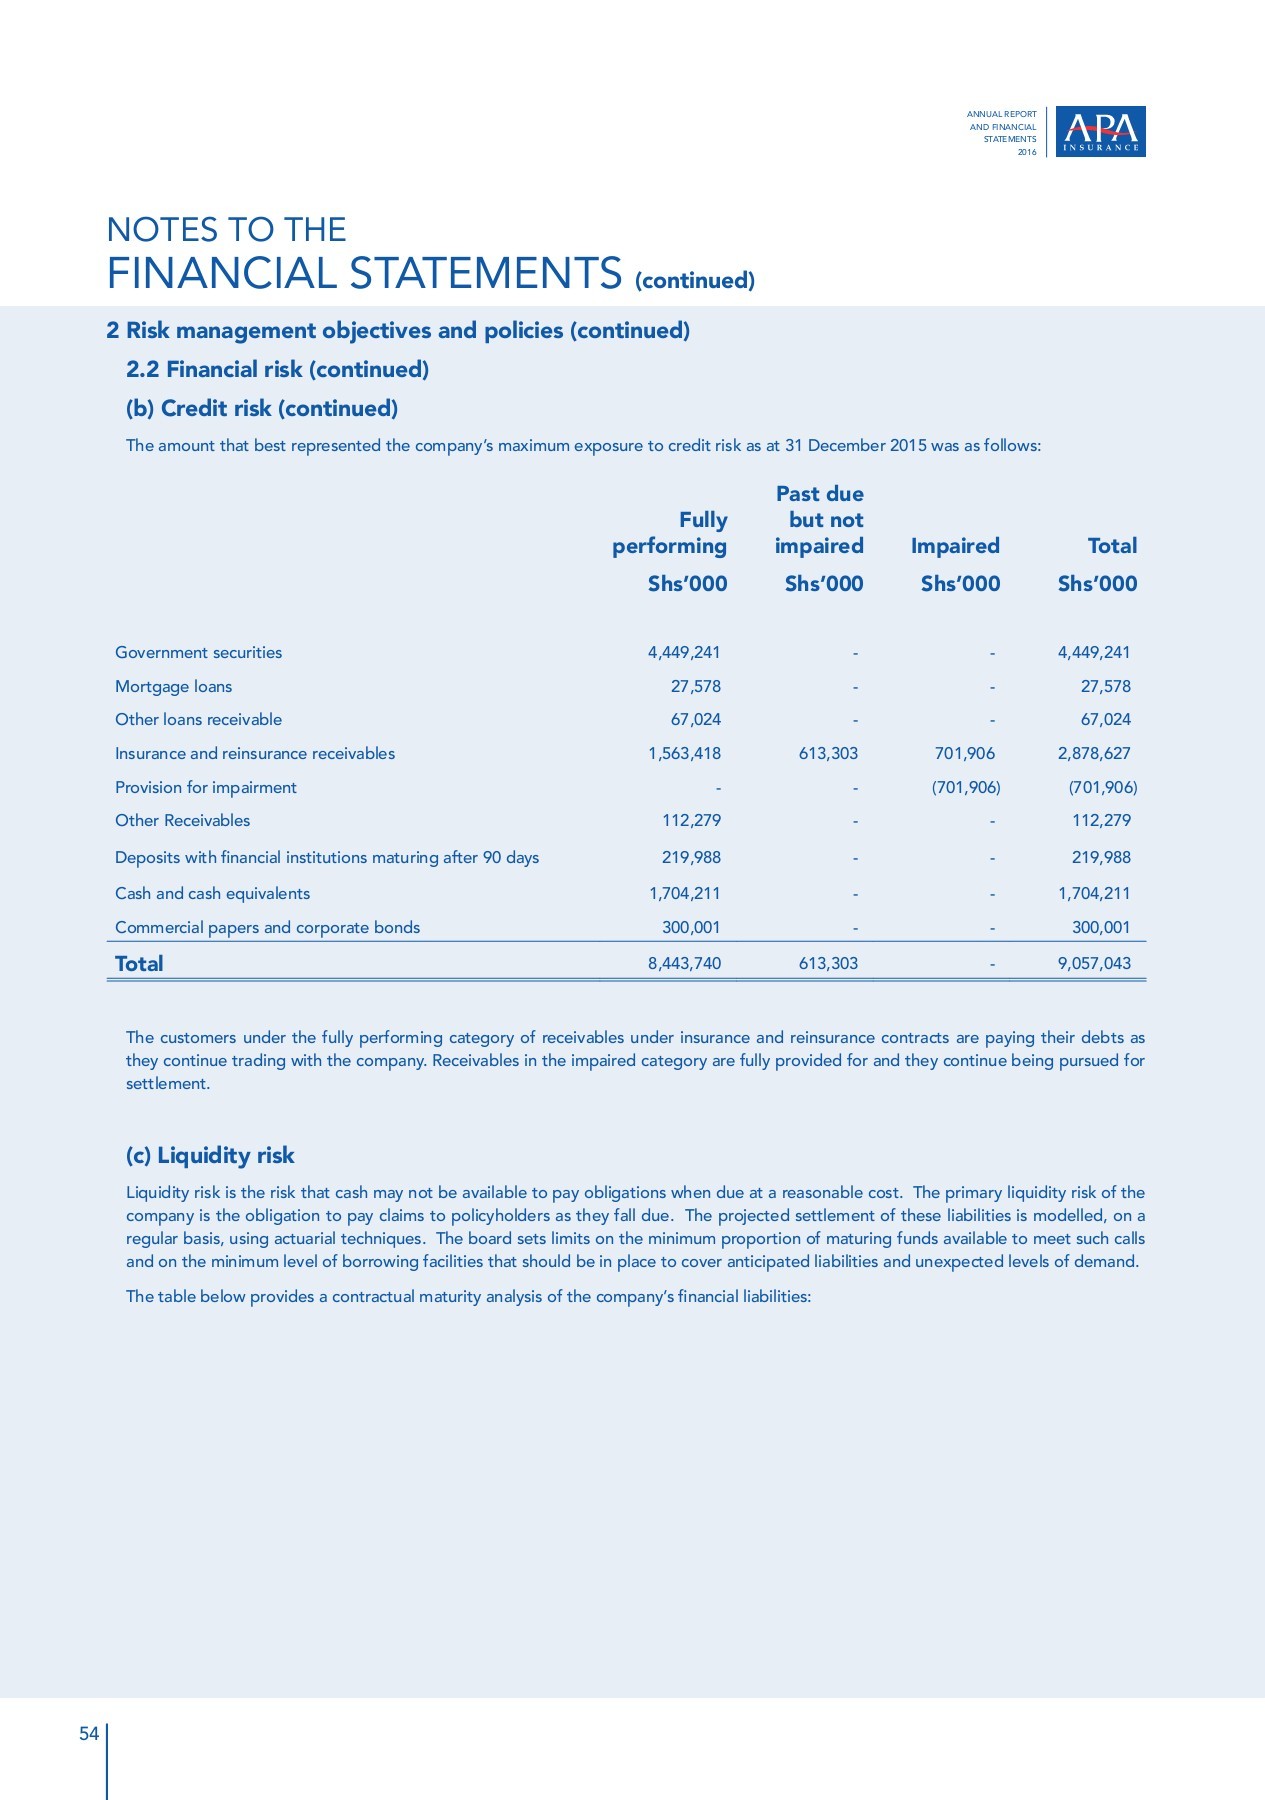 ANNUAL REPORT
AND FINANCIAL
STATEMENTS
2016
APA
INSURANCE
NOTES TO THE
FINANCIAL STATEMENTS (continued)
2 Risk management objectives and policies (continued)
2.2 Financial risk (continued)
(b) Credit risk (continued)
The amount that best represented the company’s maximum exposure to credit risk as at 31 December 2015 was as follows:
Fully performing Past due but not impaired Impaired Total
Shs’000 Shs’000 Shs’000 Shs’000
Government securities 4,449,241 - - 4,449,241
Mortgage loans 27,578 - - 27,578
Other loans receivable 67,024 - - 67,024
Insurance and reinsurance receivables 1,563,418 613,303 701,906 2,878,627
Provision for impairment - - (701,906) (701,906)
Other Receivables 112,279 - - 112,279
Deposits with financial institutions maturing after 90 days 219,988 - - 219,988
Cash and cash equivalents 1,704,211 - - 1,704,211
Commercial papers and corporate bonds 300,001 - - 300,001
Total 8,443,740 613,303 - 9,057,043
The customers under the fully performing category of receivables under insurance and reinsurance contracts are paying their debts as
they continue trading with the company. Receivables in the impaired category are fully provided for and they continue being pursued for
settlement.
(c) Liquidity risk
Liquidity risk is the risk that cash may not be available to pay obligations when due at a reasonable cost. The primary liquidity risk of the
company is the obligation to pay claims to policyholders as they fall due. The projected settlement of these liabilities is modelled, on a
regular basis, using actuarial techniques. The board sets limits on the minimum proportion of maturing funds available to meet such calls
and on the minimum level of borrowing facilities that should be in place to cover anticipated liabilities and unexpected levels of demand.
The table below provides a contractual maturity analysis of the company’s financial liabilities:
54